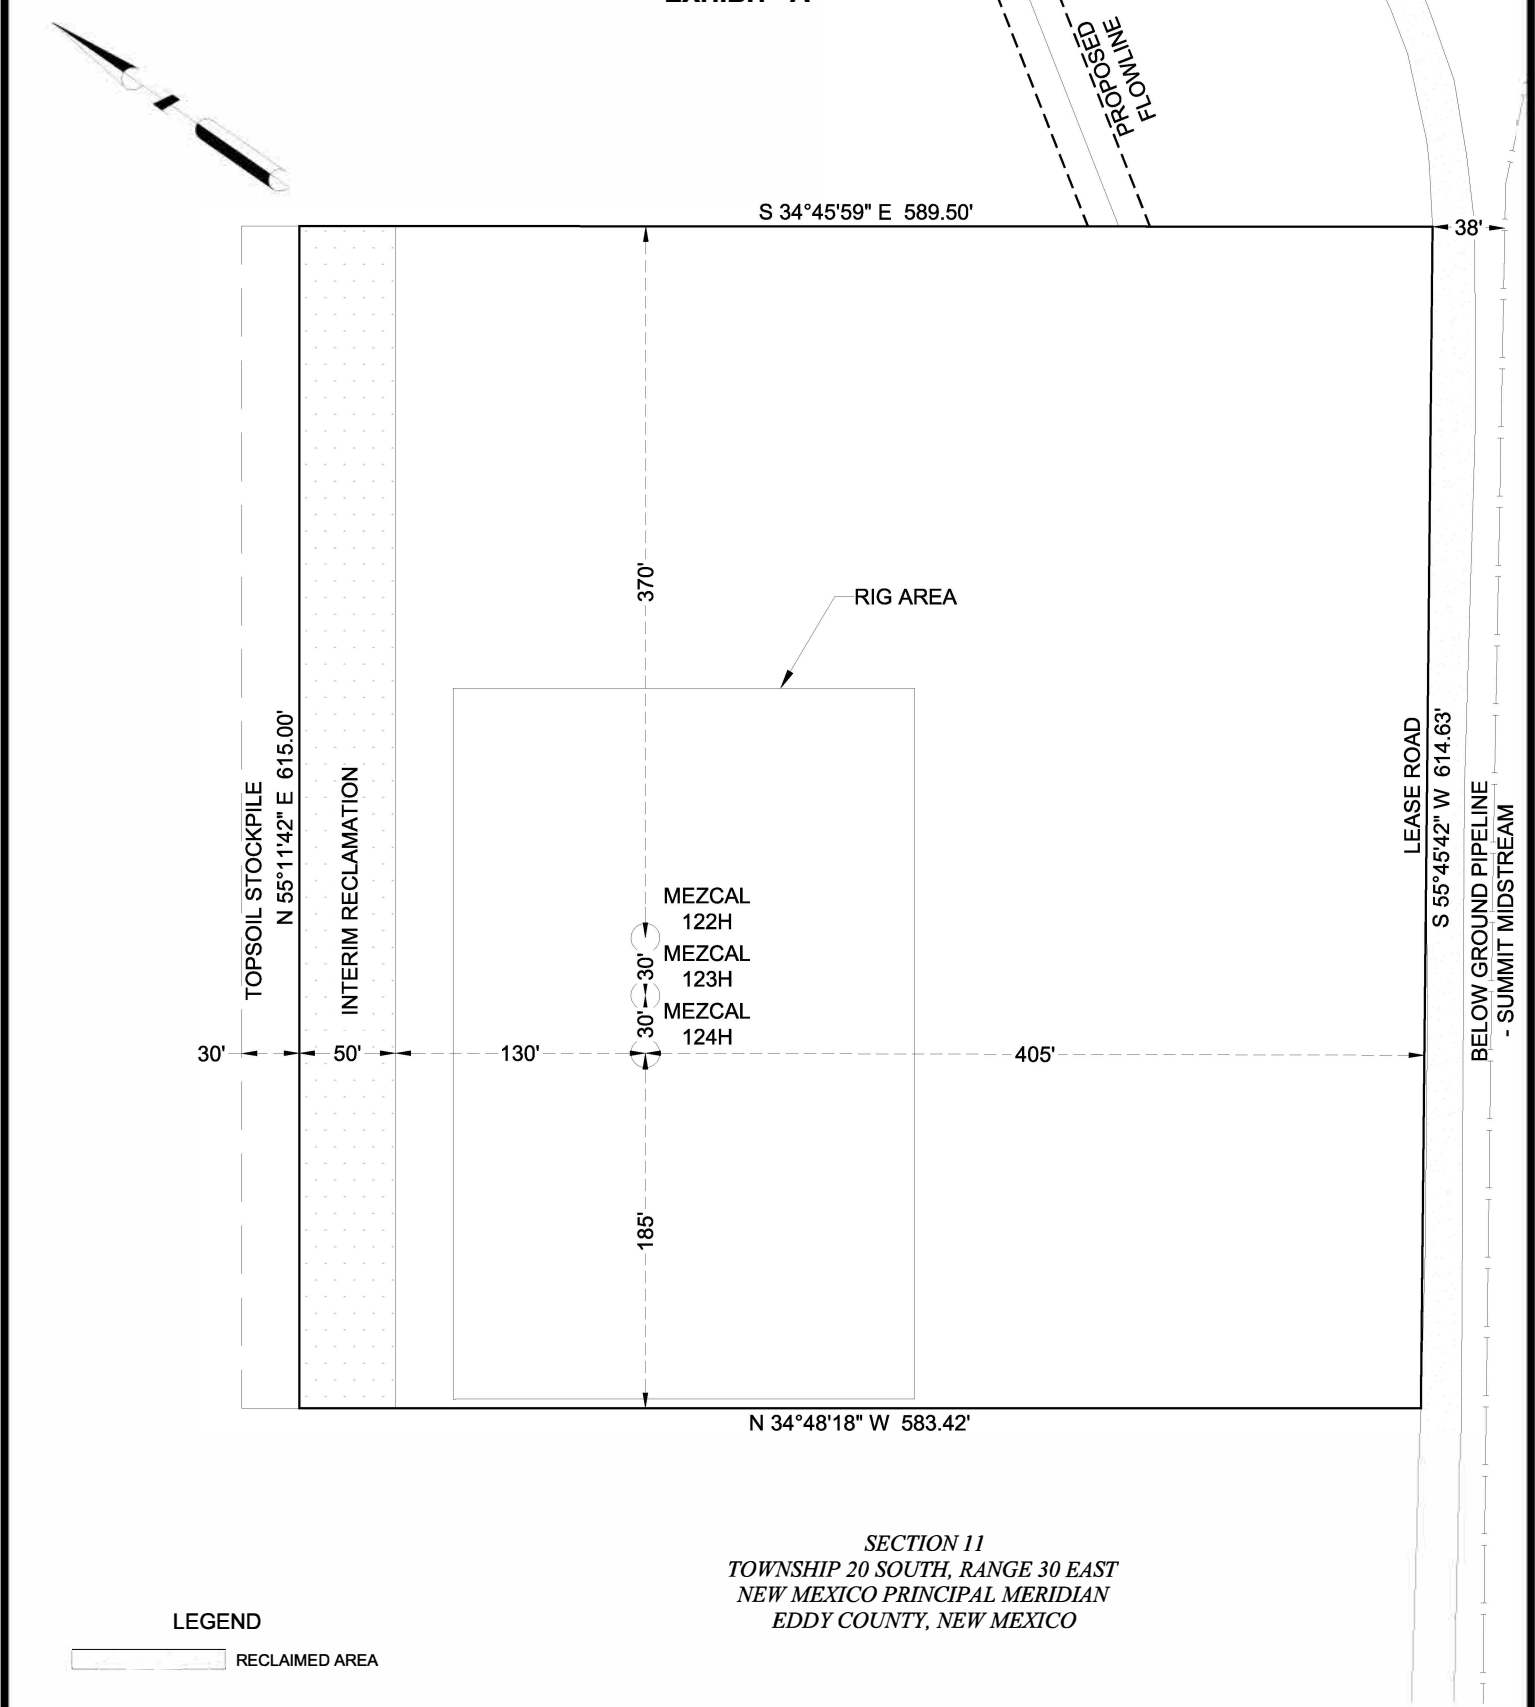 PROPOSED
FLOWLINE
S 34°45'59" E 589.50'
38'
370'
RIG AREA
TOPSOIL STOCKPILE
N 55°11'42" E 615.00'
INTERIM RECLAMATION
LEASE ROAD
S 55°45'42" W 614.63'
BELOW GROUND PIPELINE
- SUMMIT MIDSTREAM
MEZCAL
122H
30'
MEZCAL
123H
30'
MEZCAL
124H
30'
50'
130'
405'
185'
N 34°48'18" W 583.42'
SECTION 11
TOWNSHIP 20 SOUTH, RANGE 30 EAST
NEW MEXICO PRINCIPAL MERIDIAN
EDDY COUNTY, NEW MEXICO
LEGEND
RECLAIMED AREA